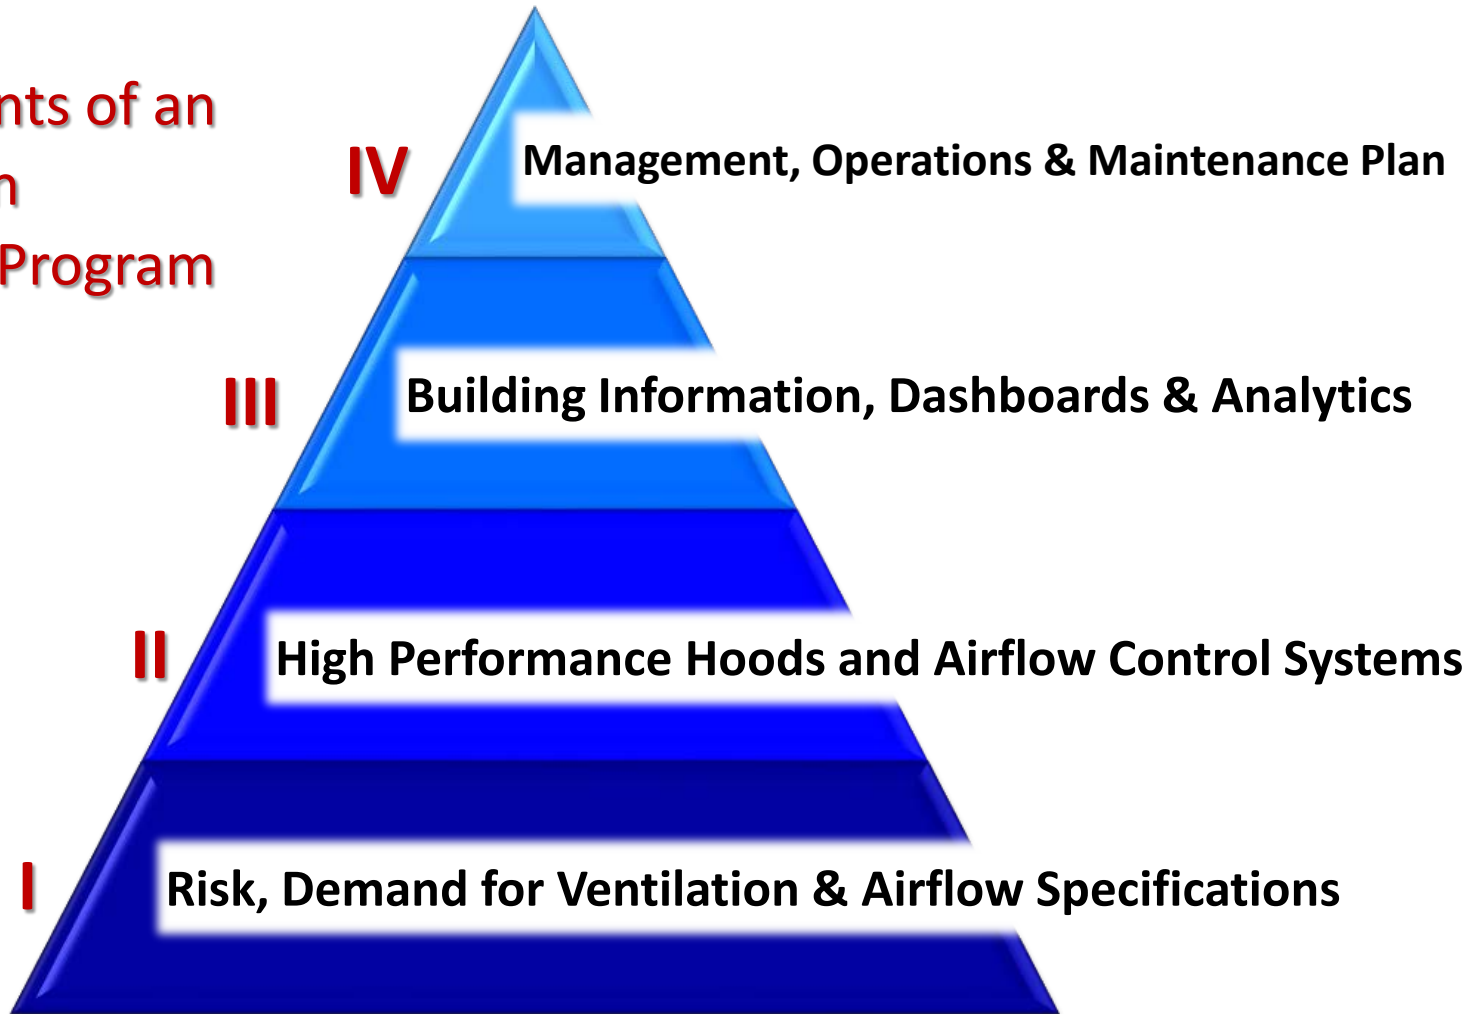 nts of an
n
Program
IV
Management, Operations & Maintenance Plan
III
Building Information, Dashboards & Analytics
II
High Performance Hoods and Airflow Control Systems
I
Risk, Demand for Ventilation & Airflow Specifications